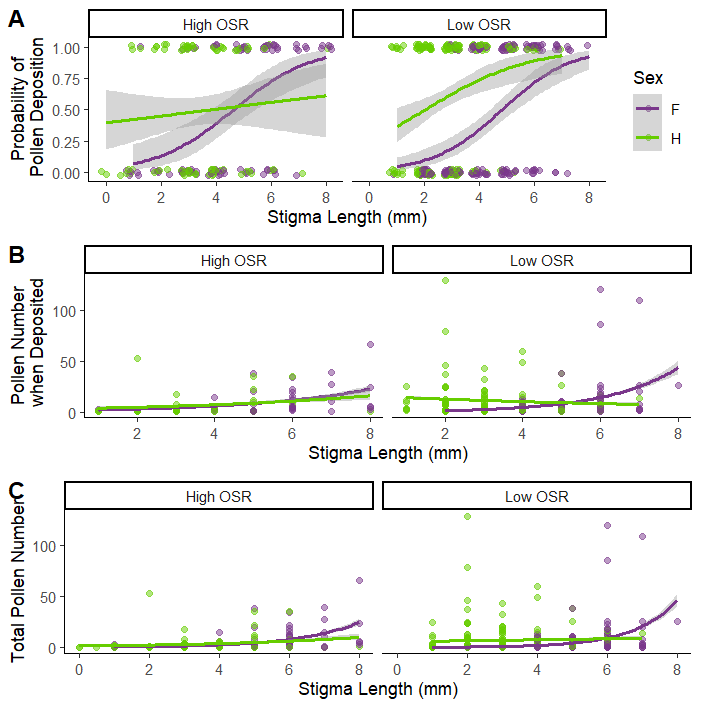 A
High OSR
Low OSR
Probability of
Pollen Deposition
1.00
0.75
0.50
0.25
0.00
0 2 4 6 8
0 2 4 6 8
Stigma Length (mm)
Sex
F
H
B
High OSR
Low OSR
Pollen Number
when Deposited
100
50
0
2 4 6 8
2 4 6 8
Stigma Length (mm)
C
High OSR
Low OSR
Total Pollen Number
100
50
0
0 2 4 6 8
0 2 4 6 8
Stigma Length (mm)